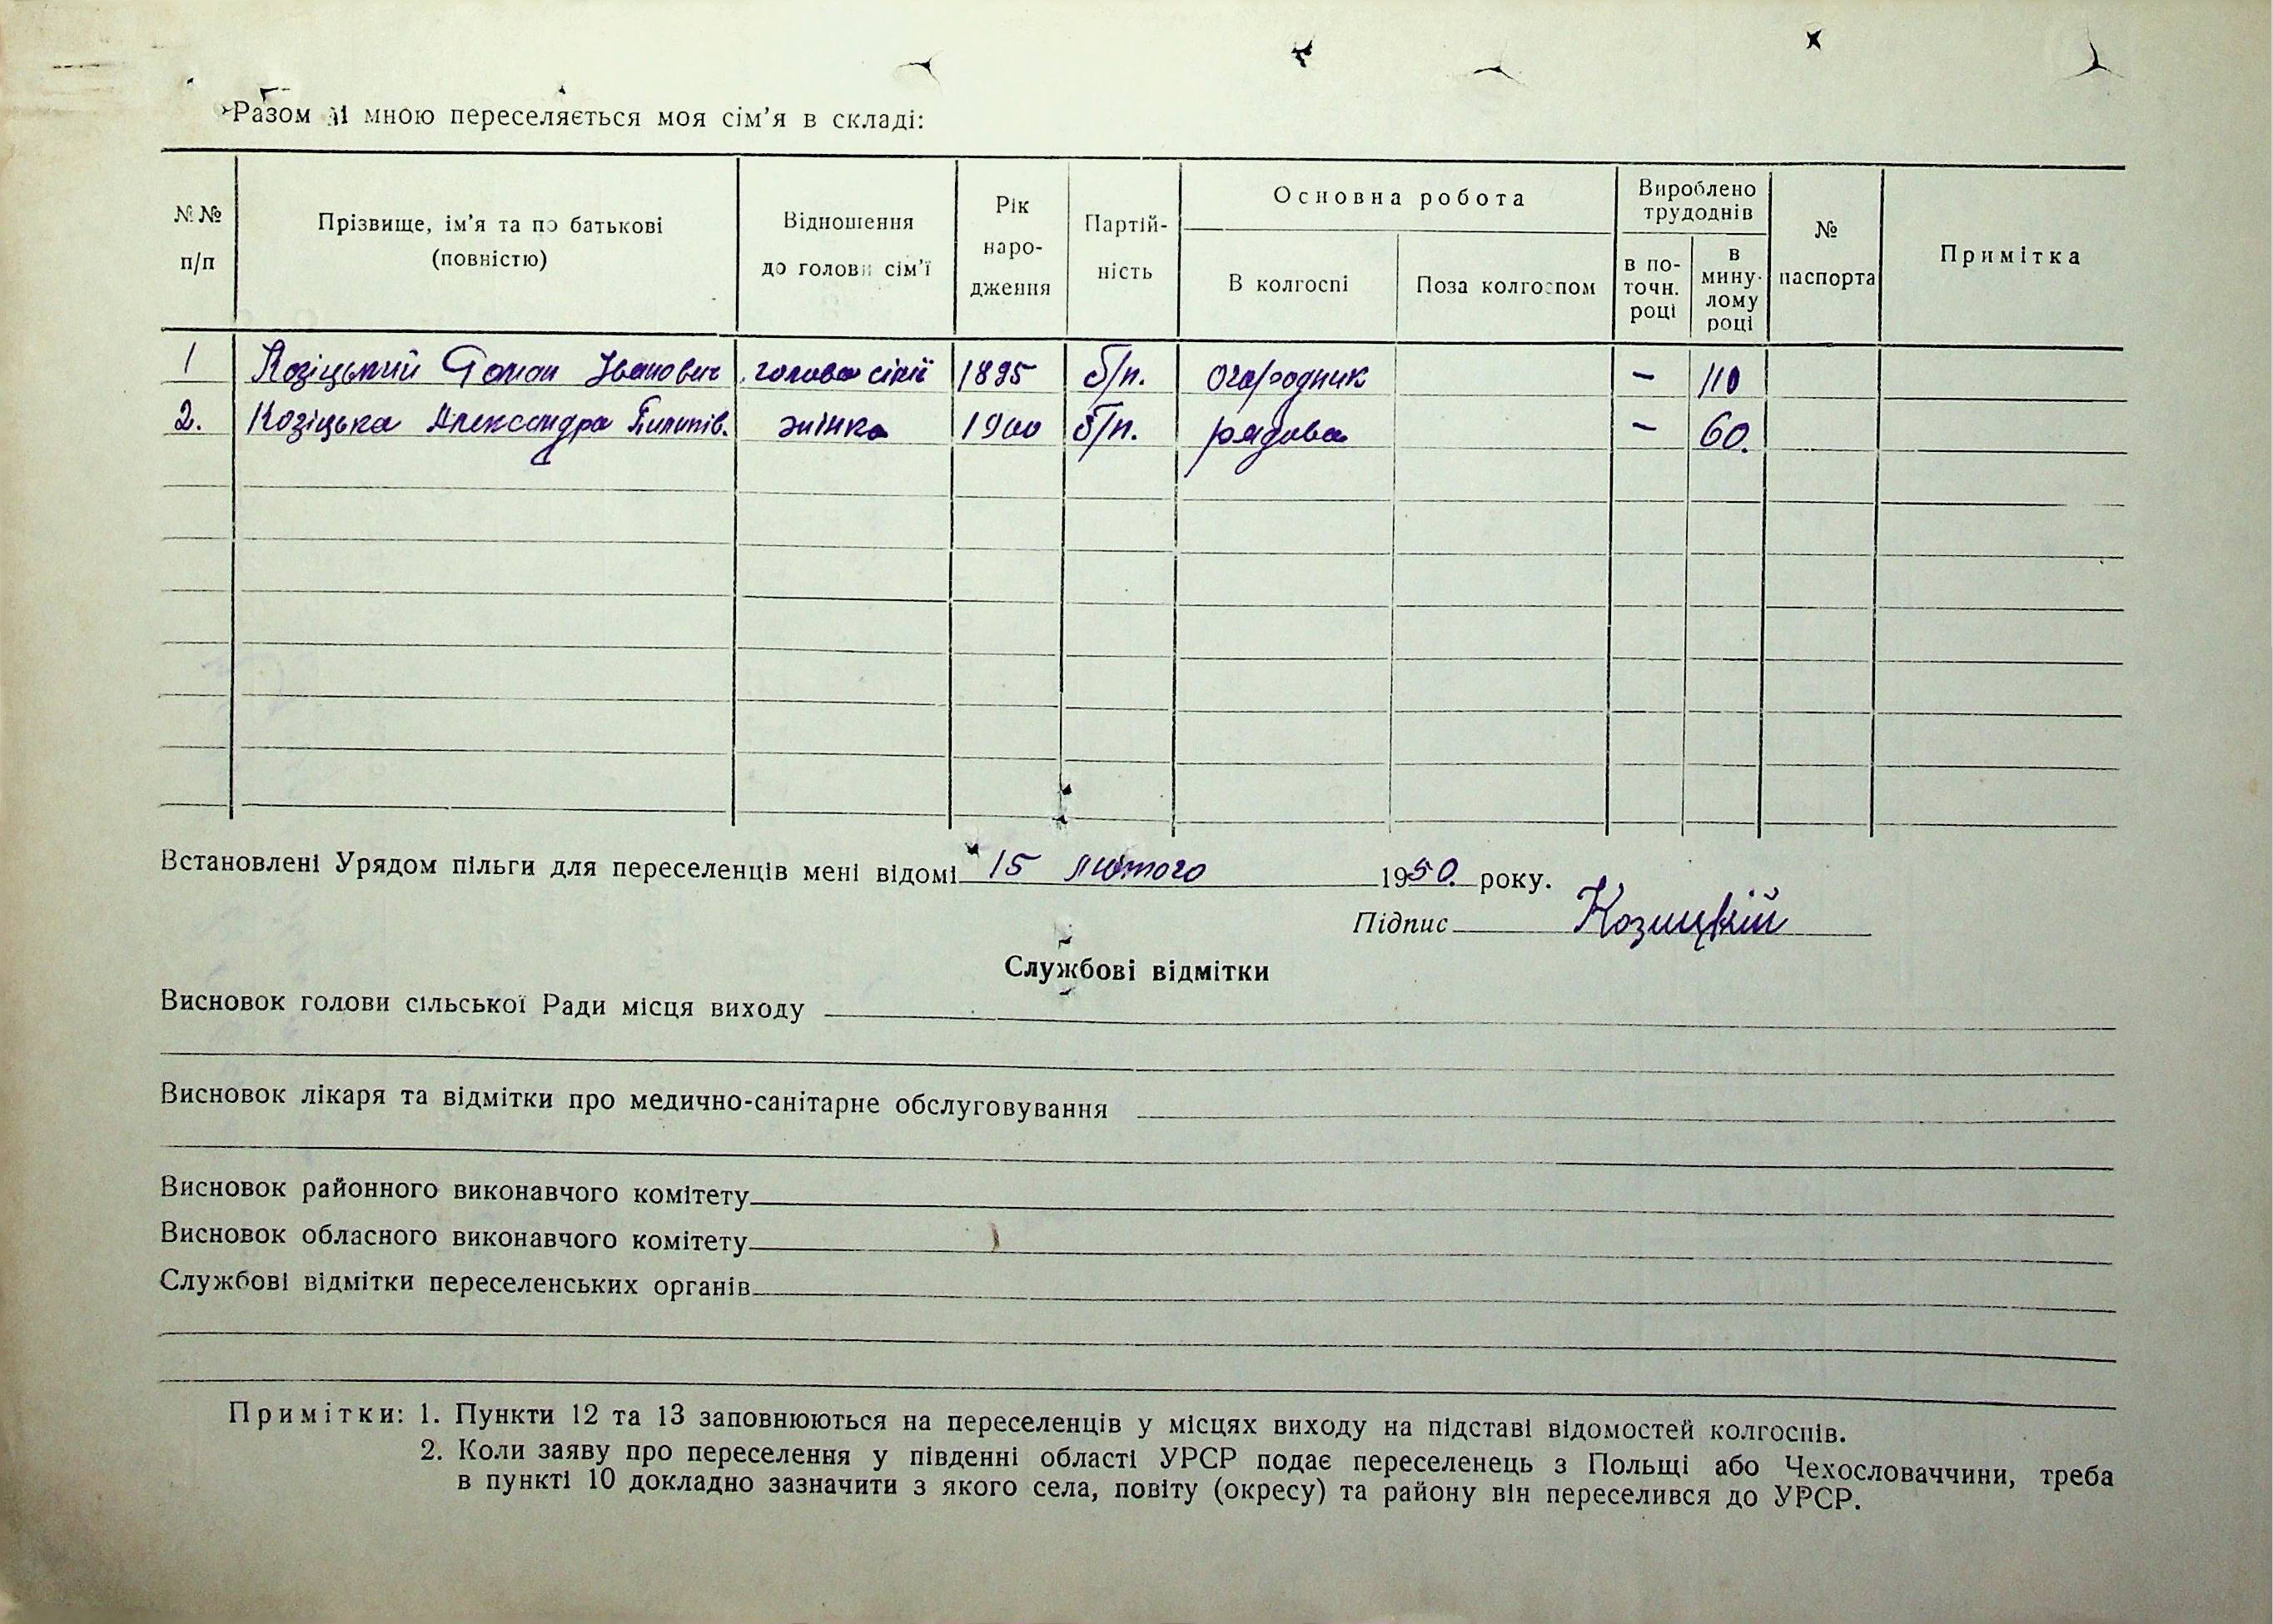 Разом зі мною переселяється моя сім'я в складі:
№№ п/п
Прізвище, ім'я та по батькові (повністю)
Відношення до голови сім'ї
Рік народження
Партійність
Основна робота
В колгоспі
Поза колгоспом
Вироблено трудоднів
в поточн. році
в минулому році
№ паспорта
Примітка
1 Козіцький Роман Іванович голова сімї 1895 б/п. огородник – 110
2. Козіцька Александра Пилипів. жінка 1900 б/п. рядова – 60.
Встановлені Урядом пільги для переселенців мені відомі 15 лютого 1950. року.
Підпис Козицкій
Службові відмітки
Висновок голови сільської Ради місця виходу
Висновок лікаря та відмітки про медично-санітарне обслуговування
Висновок районного виконавчого комітету
Висновок обласного виконавчого комітету
Службові відмітки переселенських органів
Примітки: 1. Пункти 12 та 13 заповнюються на переселенців у місцях виходу на підставі відомостей колгоспів.
2. Коли заяву про переселення у південні області УРСР подає переселенець з Польщі або Чехословаччини, треба
в пункті 10 докладно зазначити з якого села, повіту (окресу) та району він переселився до УРСР.